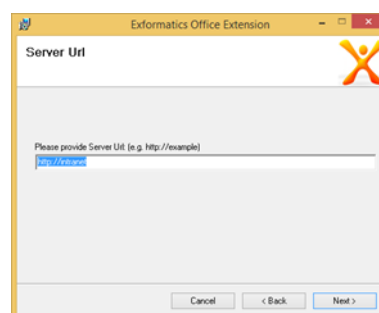 Exformatics Office Extension
Server Url
Please provide Server Url: (e.g. http://example)
http://intranet
Cancel
< Back
Next >